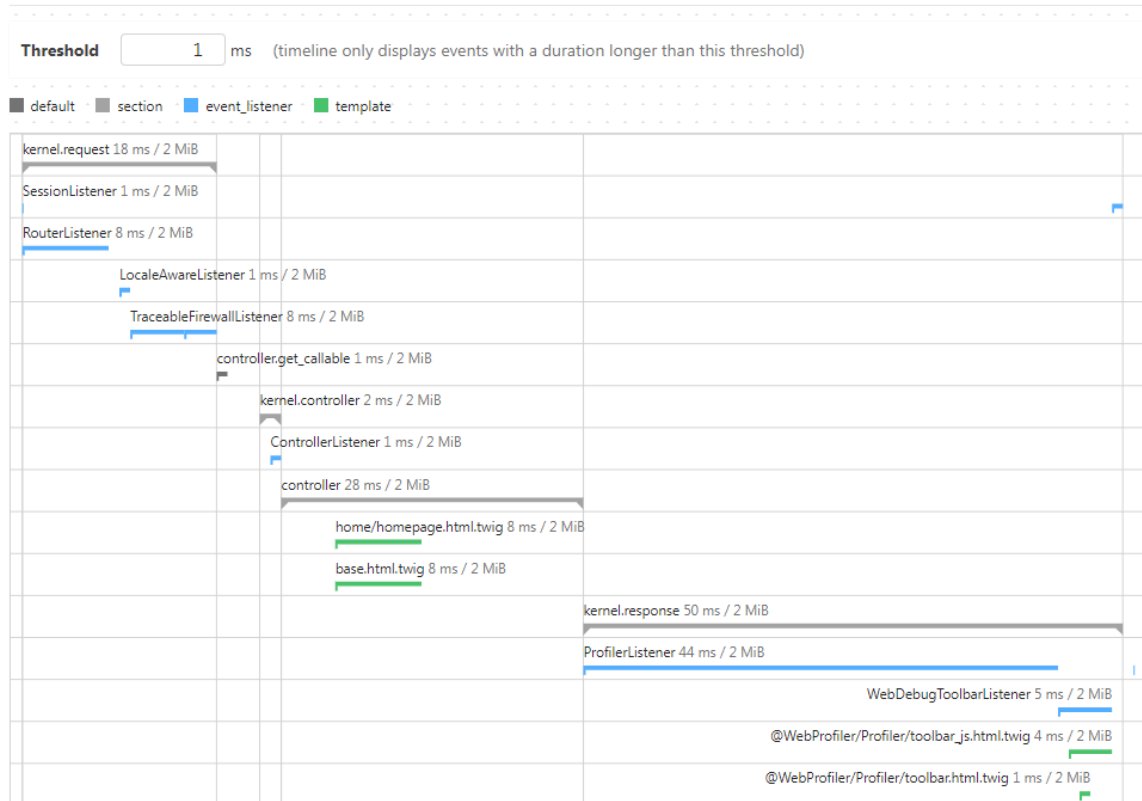 Threshold 1 ms (timeline only displays events with a duration longer than this threshold)
default section event_listener template
kernel.request 18 ms / 2 MiB
SessionListener 1 ms / 2 MiB
RouterListener 8 ms / 2 MiB
LocaleAwareListener 1 ms / 2 MiB
TraceableFirewallListener 8 ms / 2 MiB
controller.get_callable 1 ms / 2 MiB
kernel.controller 2 ms / 2 MiB
ControllerListener 1 ms / 2 MiB
controller 28 ms / 2 MiB
home/homepage.html.twig 8 ms / 2 MiB
base.html.twig 8 ms / 2 MiB
kernel.response 50 ms / 2 MiB
ProfilerListener 44 ms / 2 MiB
WebDebugToolbarListener 5 ms / 2 MiB
@WebProfiler/Profiler/toolbar_js.html.twig 4 ms / 2 MiB
@WebProfiler/Profiler/toolbar.html.twig 1 ms / 2 MiB